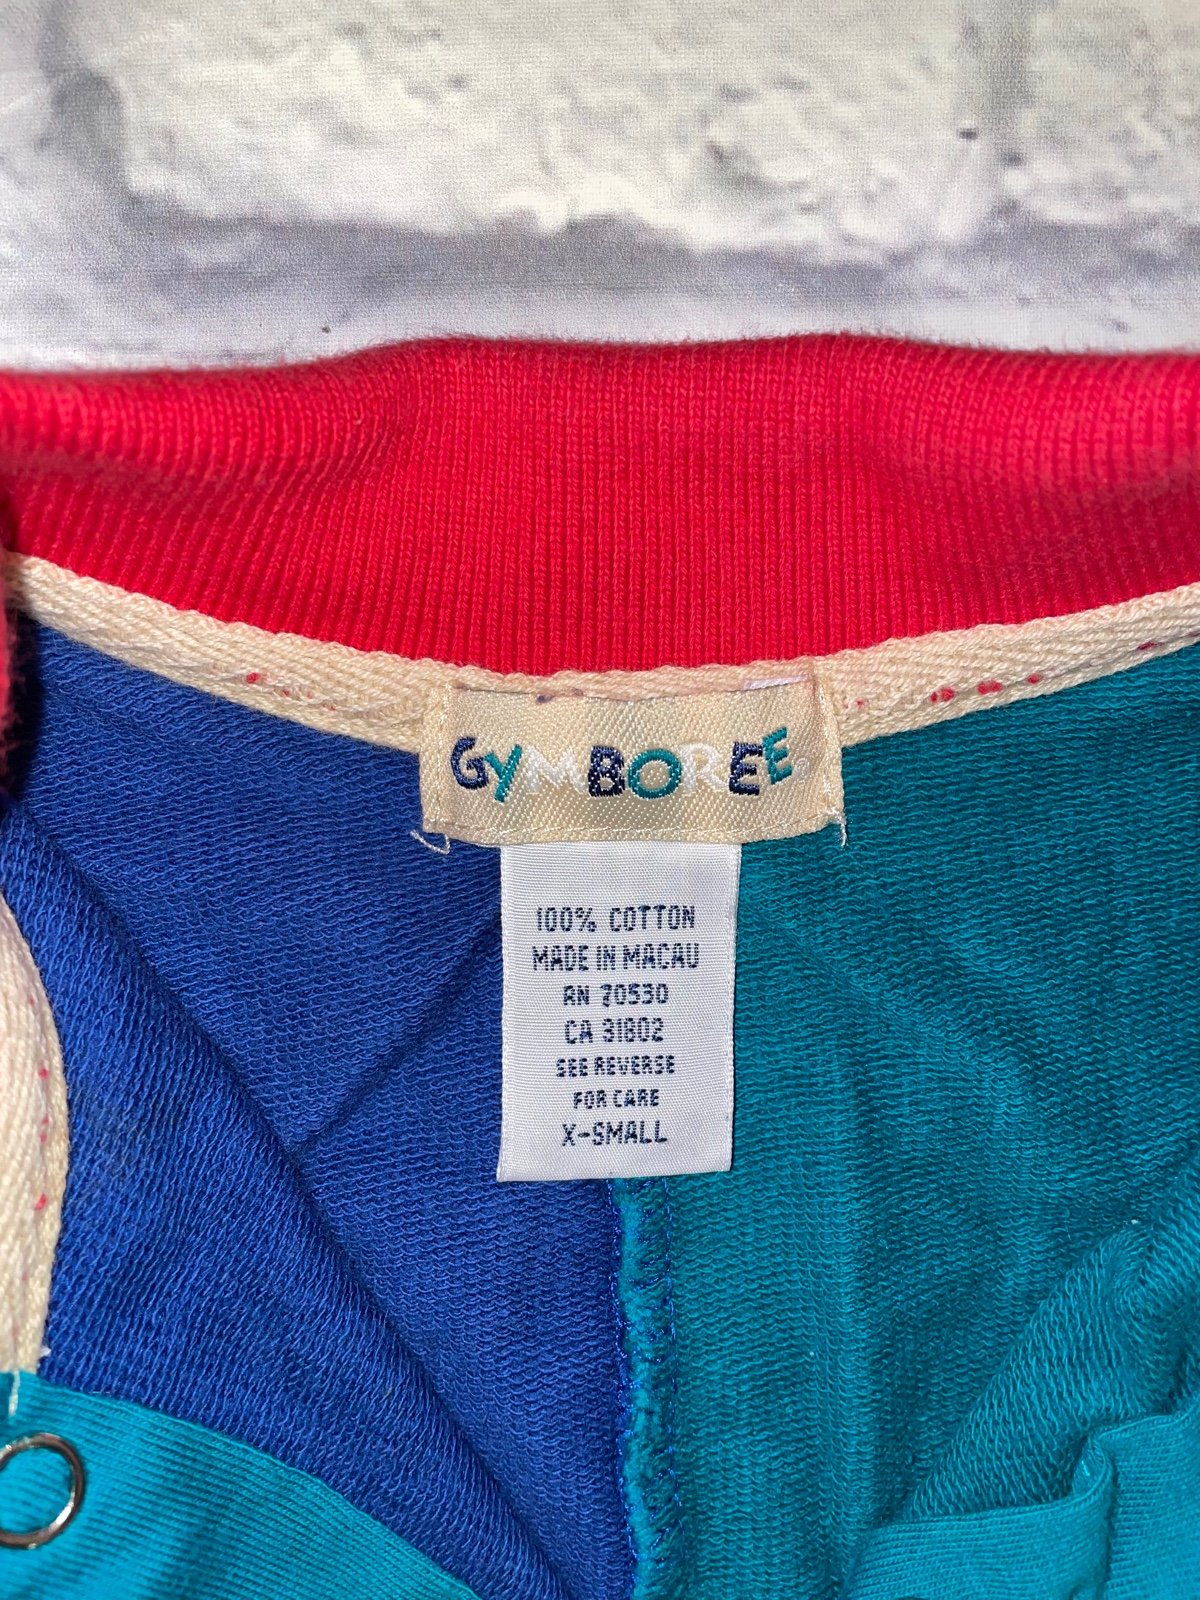 GYMBOREE®
100% COTTON
MADE IN MACAU
RN 70530
CA 31802
SEE REVERSE
FOR CARE
X-SMALL